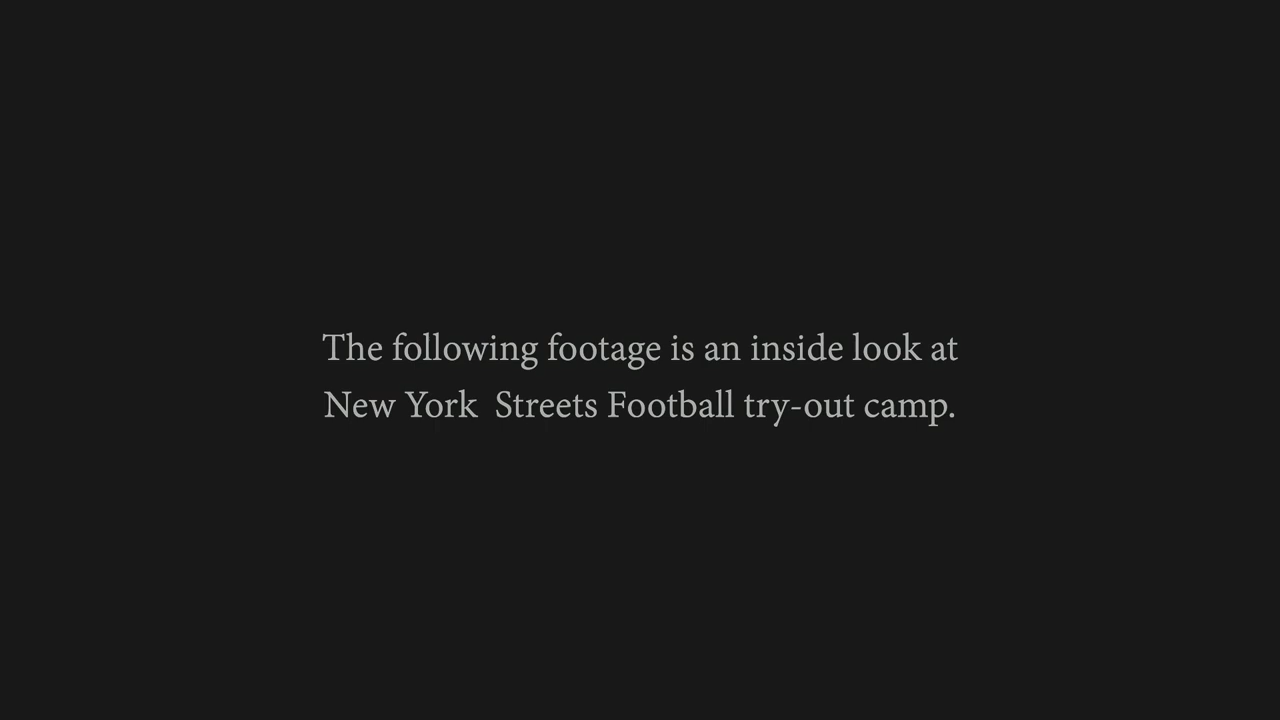 The following footage is an inside look at
New York  Streets Football try-out camp.